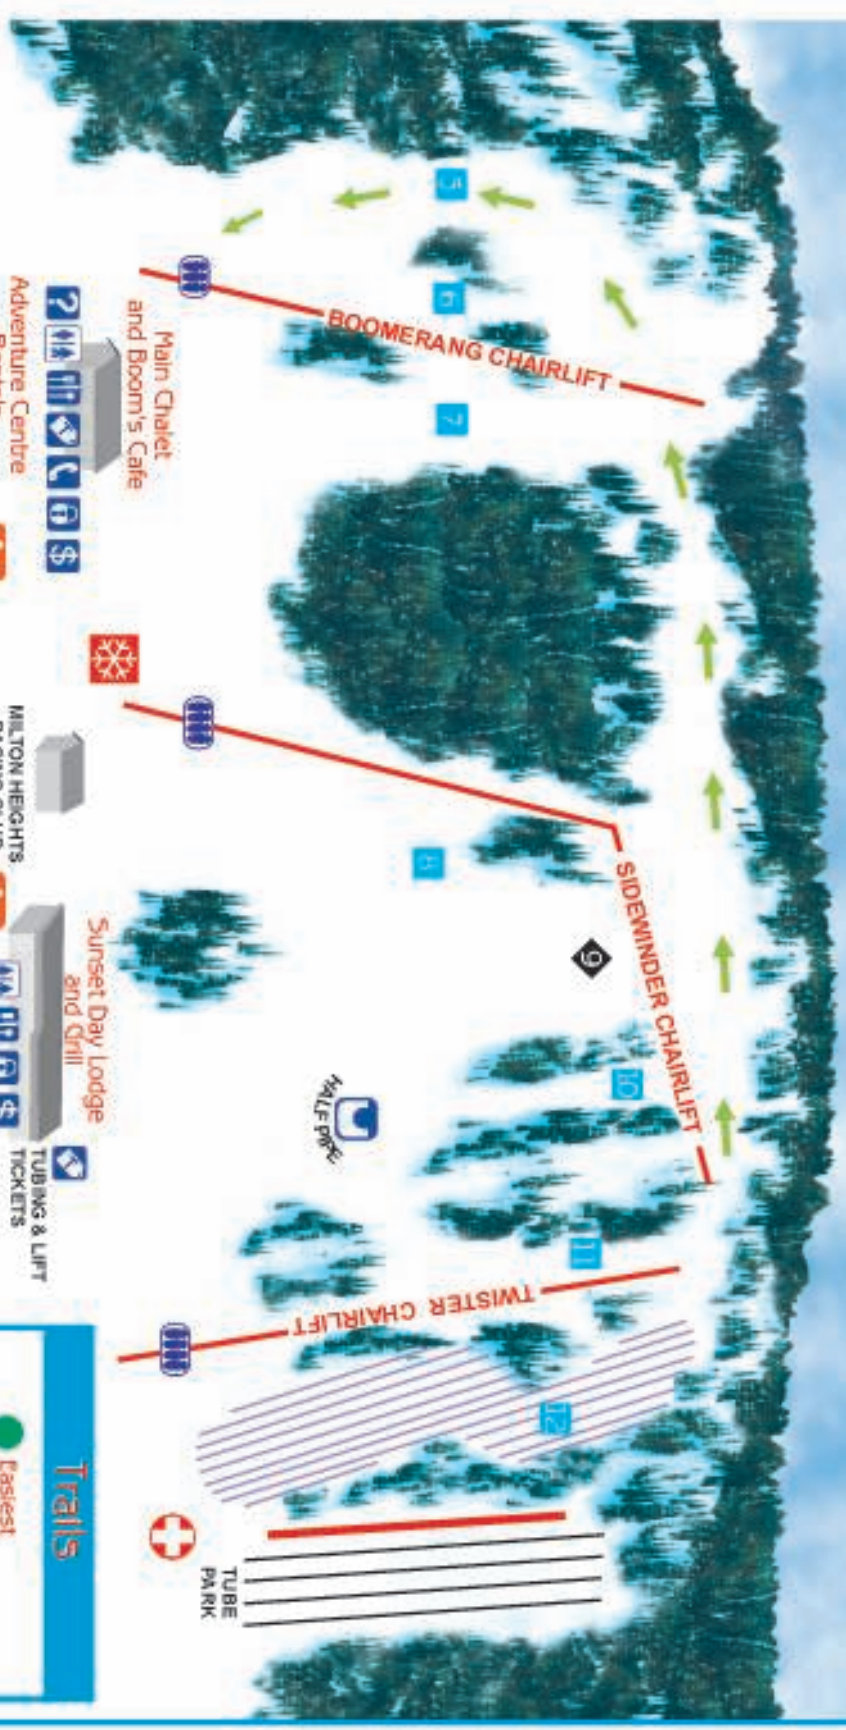 5
6
BOOMERANG CHAIRLIFT
7
Main Chalet
and Boom's Cafe
?
$
Adventure Centre
MILTON HEIGHTS
8
9
SIDEWINDER CHAIRLIFT
10
HALF PIPE
Sunset Day Lodge
and Grill
$
TUBING & LIFT
TICKETS
11
TWISTER CHAIRLIFT
12
TUBE
PARK
Trails
Easiest